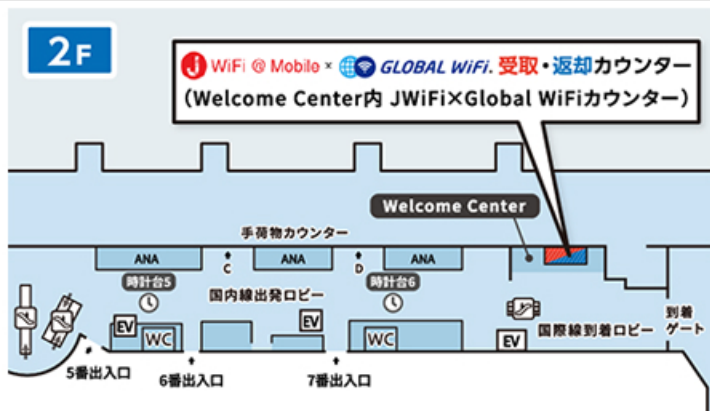 2F
J WiFi @ Mobile × GLOBAL WiFi. 受取・返却カウンター
(Welcome Center内 JWiFi×Global WiFiカウンター)
Welcome Center
手荷物カウンター
ANA
C
ANA
D
ANA
時計台5
時計台6
国内線出発ロビー
到着
ゲート
国際線到着ロビー
EV
WC
EV
WC
EV
5番出入口
6番出入口
7番出入口